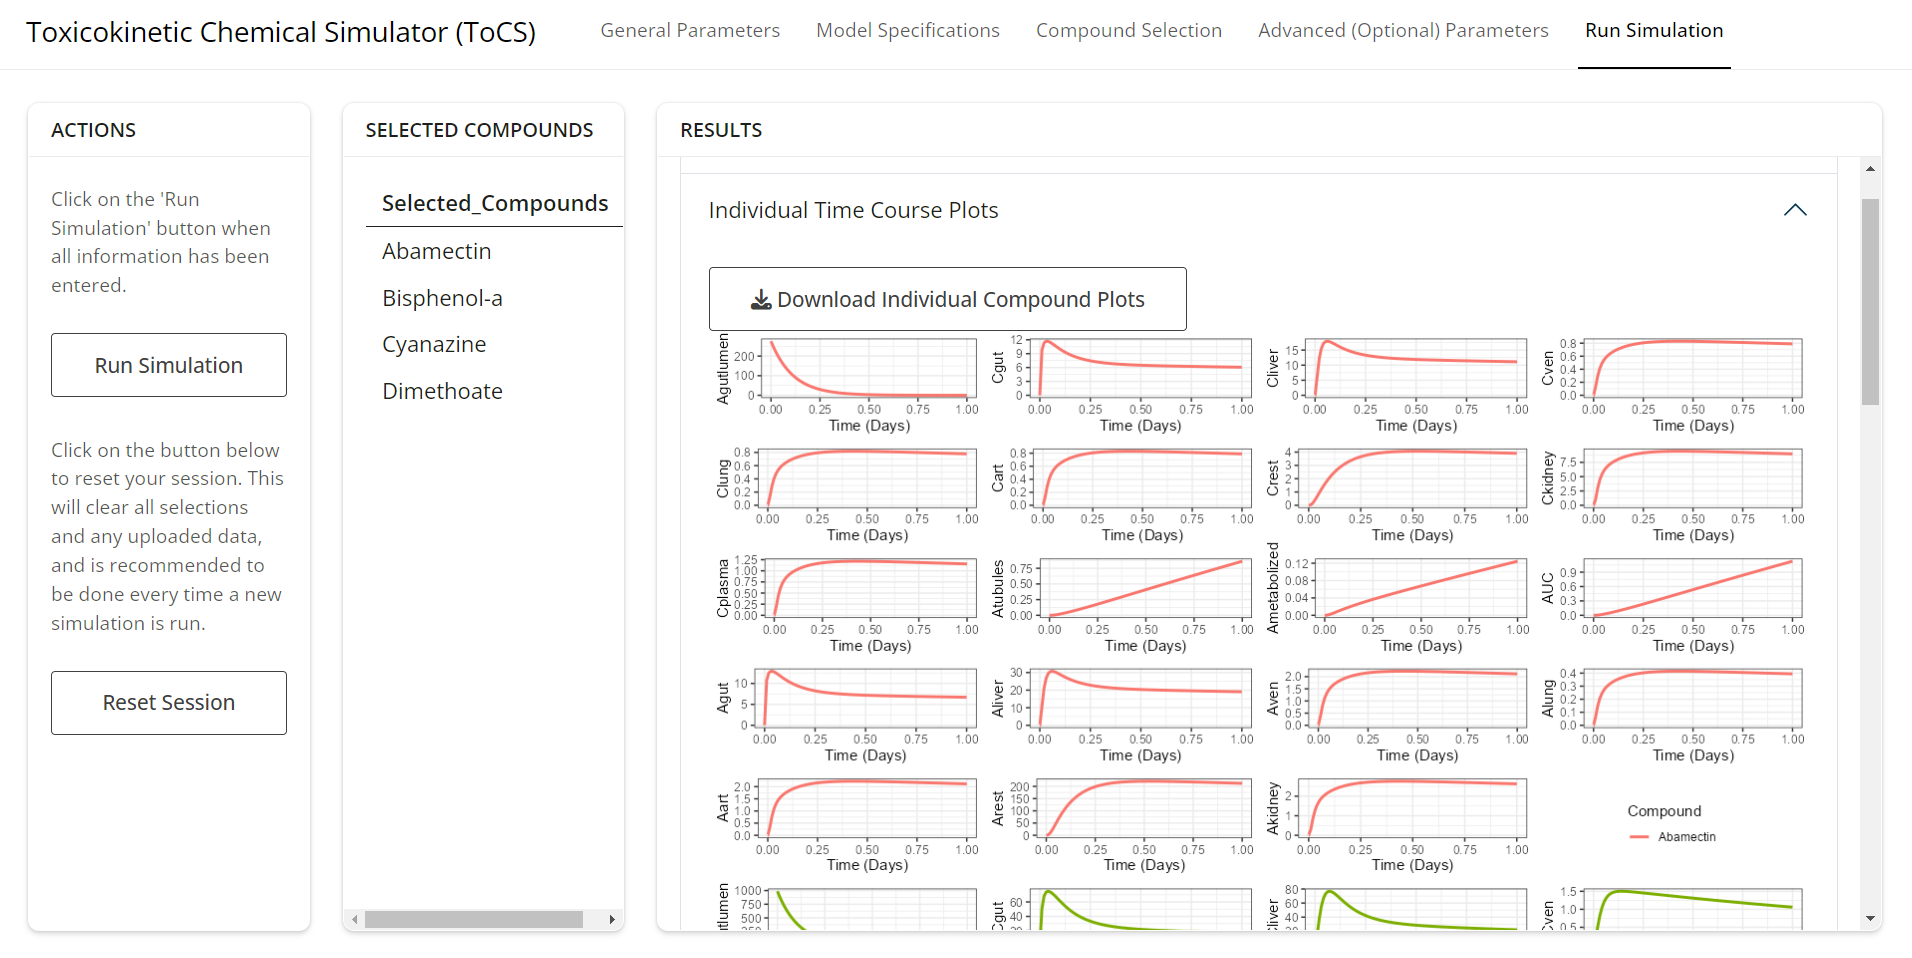 Toxicokinetic Chemical Simulator (ToCS)
General Parameters
Model Specifications
Compound Selection
Advanced (Optional) Parameters
Run Simulation
ACTIONS
Click on the 'Run
Simulation' button when
all information has been
entered.
Run Simulation
Click on the button below
to reset your session. This
will clear all selections
and any uploaded data,
and is recommended to
be done every time a new
simulation is run.
Reset Session
SELECTED COMPOUNDS
Selected_Compounds
Abamectin
Bisphenol-a
Cyanazine
Dimethoate
RESULTS
Individual Time Course Plots
Download Individual Compound Plots
Agutlumen
200
100
0
0.00 0.25 0.50 0.75 1.00
Time (Days)
Cgut
12
9
6
3
0
0.00 0.25 0.50 0.75 1.00
Time (Days)
Cliver
15
10
5
0
0.00 0.25 0.50 0.75 1.00
Time (Days)
Cven
0.8
0.6
0.4
0.2
0.0
0.00 0.25 0.50 0.75 1.00
Time (Days)
Clung
0.8
0.6
0.4
0.2
0.0
0.00 0.25 0.50 0.75 1.00
Time (Days)
Cart
0.8
0.6
0.4
0.2
0.0
0.00 0.25 0.50 0.75 1.00
Time (Days)
Crest
4
3
2
1
0
0.00 0.25 0.50 0.75 1.00
Time (Days)
Ckidney
7.5
5.0
2.5
0.0
0.00 0.25 0.50 0.75 1.00
Time (Days)
Cplasma
1.25
1.00
0.75
0.50
0.25
0.00
0.00 0.25 0.50 0.75 1.00
Time (Days)
Atubules
0.75
0.50
0.25
0.00
0.00 0.25 0.50 0.75 1.00
Time (Days)
Ametabolized
0.12
0.08
0.04
0.00
0.00 0.25 0.50 0.75 1.00
Time (Days)
AUC
0.9
0.6
0.3
0.0
0.00 0.25 0.50 0.75 1.00
Time (Days)
Agut
10
5
0
0.00 0.25 0.50 0.75 1.00
Time (Days)
Aliver
30
20
10
0
0.00 0.25 0.50 0.75 1.00
Time (Days)
Aven
2.0
1.5
1.0
0.5
0.0
0.00 0.25 0.50 0.75 1.00
Time (Days)
Alung
0.4
0.3
0.2
0.1
0.0
0.00 0.25 0.50 0.75 1.00
Time (Days)
Aart
2.0
1.5
1.0
0.5
0.0
0.00 0.25 0.50 0.75 1.00
Time (Days)
Arest
200
150
100
50
0
0.00 0.25 0.50 0.75 1.00
Time (Days)
Akidney
2
1
0
0.00 0.25 0.50 0.75 1.00
Time (Days)
Compound
Abamectin
1000
750
500
60
40
80
60
40
1.5
1.0